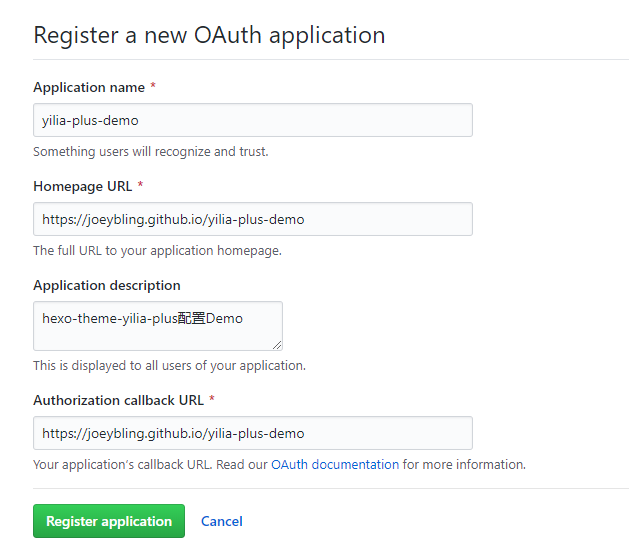 Register a new OAuth application
Application name *
yilia-plus-demo
Something users will recognize and trust.
Homepage URL *
https://joeybling.github.io/yilia-plus-demo
The full URL to your application homepage.
Application description
hexo-theme-yilia-plus配置Demo
This is displayed to all users of your application.
Authorization callback URL *
https://joeybling.github.io/yilia-plus-demo
Your application's callback URL. Read our OAuth documentation for more information.
Register application Cancel